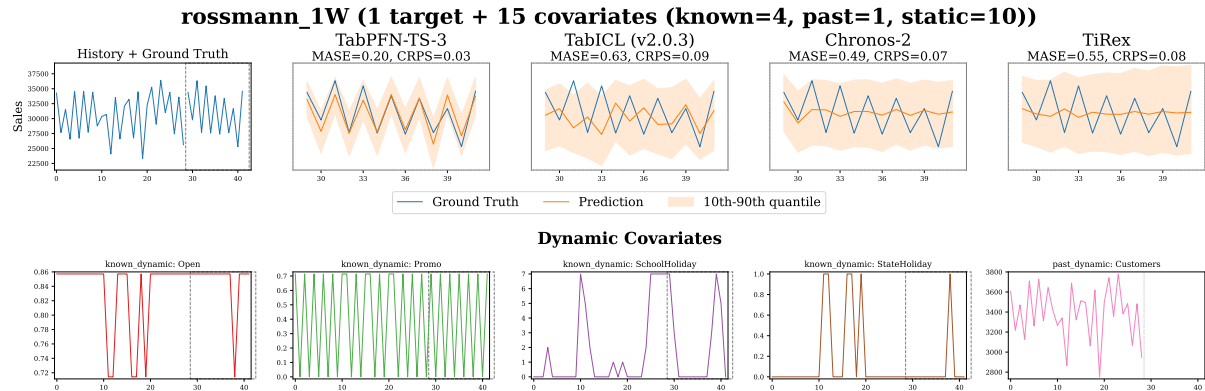 rossmann_1W (1 target + 15 covariates (known=4, past=1, static=10))
History + Ground Truth
Sales
37500
35000
32500
30000
27500
25000
22500
0 10 20 30 40
TabPFN-TS-3
MASE=0.20, CRPS=0.03
30 33 36 39
TabICL (v2.0.3)
MASE=0.63, CRPS=0.09
30 33 36 39
Chronos-2
MASE=0.49, CRPS=0.07
30 33 36 39
TiRex
MASE=0.55, CRPS=0.08
30 33 36 39
Ground Truth Prediction 10th-90th quantile
Dynamic Covariates
known_dynamic: Open
0.86
0.84
0.82
0.80
0.78
0.76
0.74
0.72
0 10 20 30 40
known_dynamic: Promo
0.7
0.6
0.5
0.4
0.3
0.2
0.1
0.0
0 10 20 30 40
known_dynamic: SchoolHoliday
7
6
5
4
3
2
1
0
0 10 20 30 40
known_dynamic: StateHoliday
1.0
0.8
0.6
0.4
0.2
0.0
0 10 20 30 40
past_dynamic: Customers
3800
3600
3400
3200
3000
2800
0 10 20 30 40